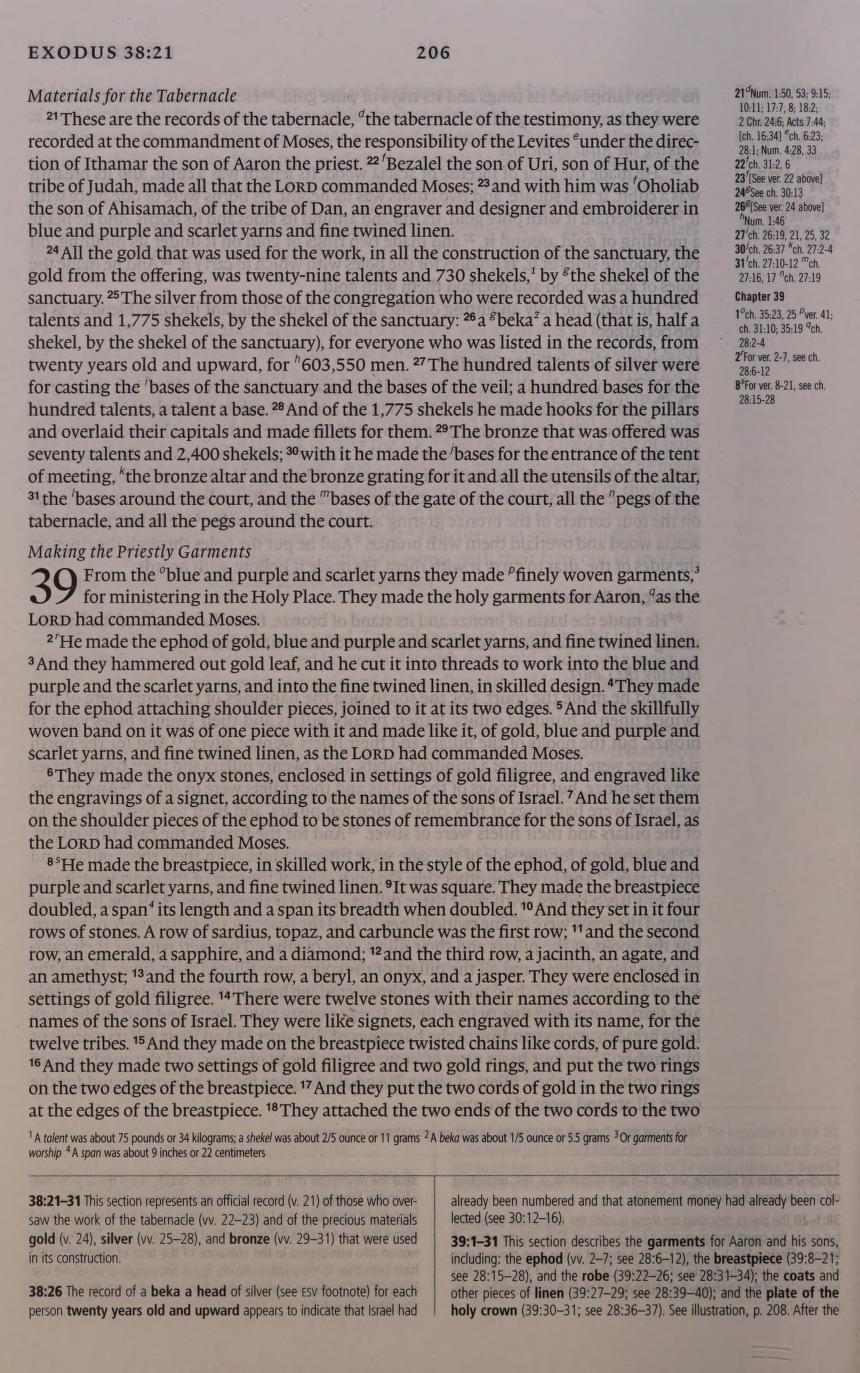 EXODUS 38:21
206
Materials for the Tabernacle
21 These are the records of the tabernacle, d the tabernacle of the testimony, as they were
recorded at the commandment of Moses, the responsibility of the Levites e under the direc-
tion of Ithamar the son of Aaron the priest. 22 f Bezalel the son of Uri, son of Hur, of the
tribe of Judah, made all that the LORD commanded Moses; 23 and with him was f Oholiab
the son of Ahisamach, of the tribe of Dan, an engraver and designer and embroiderer in
blue and purple and scarlet yarns and fine twined linen.
24 All the gold that was used for the work, in all the construction of the sanctuary, the
gold from the offering, was twenty-nine talents and 730 shekels,1 by g the shekel of the
sanctuary. 25 The silver from those of the congregation who were recorded was a hundred
talents and 1,775 shekels, by the shekel of the sanctuary: 26 a g beka2 a head (that is, half a
shekel, by the shekel of the sanctuary), for everyone who was listed in the records, from
twenty years old and upward, for h 603,550 men. 27 The hundred talents of silver were
for casting the i bases of the sanctuary and the bases of the veil; a hundred bases for the
hundred talents, a talent a base. 28 And of the 1,775 shekels he made hooks for the pillars
and overlaid their capitals and made fillets for them. 29 The bronze that was offered was
seventy talents and 2,400 shekels; 30 with it he made the j bases for the entrance of the tent
of meeting, k the bronze altar and the bronze grating for it and all the utensils of the altar,
31 the l bases around the court, and the m bases of the gate of the court, all the n pegs of the
tabernacle, and all the pegs around the court.
Making the Priestly Garments
39 From the o blue and purple and scarlet yarns they made p finely woven garments,3
for ministering in the Holy Place. They made the holy garments for Aaron, q as the
LORD had commanded Moses.
2 r He made the ephod of gold, blue and purple and scarlet yarns, and fine twined linen.
3 And they hammered out gold leaf, and he cut it into threads to work into the blue and
purple and the scarlet yarns, and into the fine twined linen, in skilled design. 4 They made
for the ephod attaching shoulder pieces, joined to it at its two edges. 5 And the skillfully
woven band on it was of one piece with it and made like it, of gold, blue and purple and
scarlet yarns, and fine twined linen, as the LORD had commanded Moses.
6 They made the onyx stones, enclosed in settings of gold filigree, and engraved like
the engravings of a signet, according to the names of the sons of Israel. 7 And he set them
on the shoulder pieces of the ephod to be stones of remembrance for the sons of Israel, as
the LORD had commanded Moses.
8 s He made the breastpiece, in skilled work, in the style of the ephod, of gold, blue and
purple and scarlet yarns, and fine twined linen. 9 It was square. They made the breastpiece
doubled, a span4 its length and a span its breadth when doubled. 10 And they set in it four
rows of stones. A row of sardius, topaz, and carbuncle was the first row; 11 and the second
row, an emerald, a sapphire, and a diamond; 12 and the third row, a jacinth, an agate, and
an amethyst; 13 and the fourth row, a beryl, an onyx, and a jasper. They were enclosed in
settings of gold filigree. 14 There were twelve stones with their names according to the
names of the sons of Israel. They were like signets, each engraved with its name, for the
twelve tribes. 15 And they made on the breastpiece twisted chains like cords, of pure gold.
16 And they made two settings of gold filigree and two gold rings, and put the two rings
on the two edges of the breastpiece. 17 And they put the two cords of gold in the two rings
at the edges of the breastpiece. 18 They attached the two ends of the two cords to the two
1 A talent was about 75 pounds or 34 kilograms; a shekel was about 2/5 ounce or 11 grams 2 A beka was about 1/5 ounce or 5.5 grams 3 Or garments for
worship 4 A span was about 9 inches or 22 centimeters
21 d Num. 1:50, 53; 9:15;
10:11; 17:7, 8; 18:2;
2 Chr. 24:6; Acts 7:44;
[ch. 16:34] e ch. 6:23;
28:1; Num. 4:28, 33
22 f ch. 31:2, 6
23 f [See ver. 22 above]
24 g See ch. 30:13
26 g [See ver. 24 above]
h Num. 1:46
27 i ch. 26:19, 21, 25, 32
30 j ch. 26:37 k ch. 27:2-4
31 l ch. 27:10-12 m ch.
27:16, 17 n ch. 27:19
Chapter 39
1 o ch. 35:23, 25 p ver. 41;
ch. 31:10; 35:19 q ch.
28:2-4
2 r For ver. 2-7, see ch.
28:6-12
8 s For ver. 8-21, see ch.
28:15-28
38:21–31 This section represents an official record (v. 21) of those who over-
saw the work of the tabernacle (vv. 22–23) and of the precious materials
gold (v. 24), silver (vv. 25–28), and bronze (vv. 29–31) that were used
in its construction.
38:26 The record of a beka a head of silver (see ESV footnote) for each
person twenty years old and upward appears to indicate that Israel had
already been numbered and that atonement money had already been col-
lected (see 30:12–16).
39:1–31 This section describes the garments for Aaron and his sons,
including: the ephod (vv. 2–7; see 28:6–12), the breastpiece (39:8–21;
see 28:15–28), and the robe (39:22–26; see 28:31–34); the coats and
other pieces of linen (39:27–29; see 28:39–40); and the plate of the
holy crown (39:30–31; see 28:36–37). See illustration, p. 208. After the